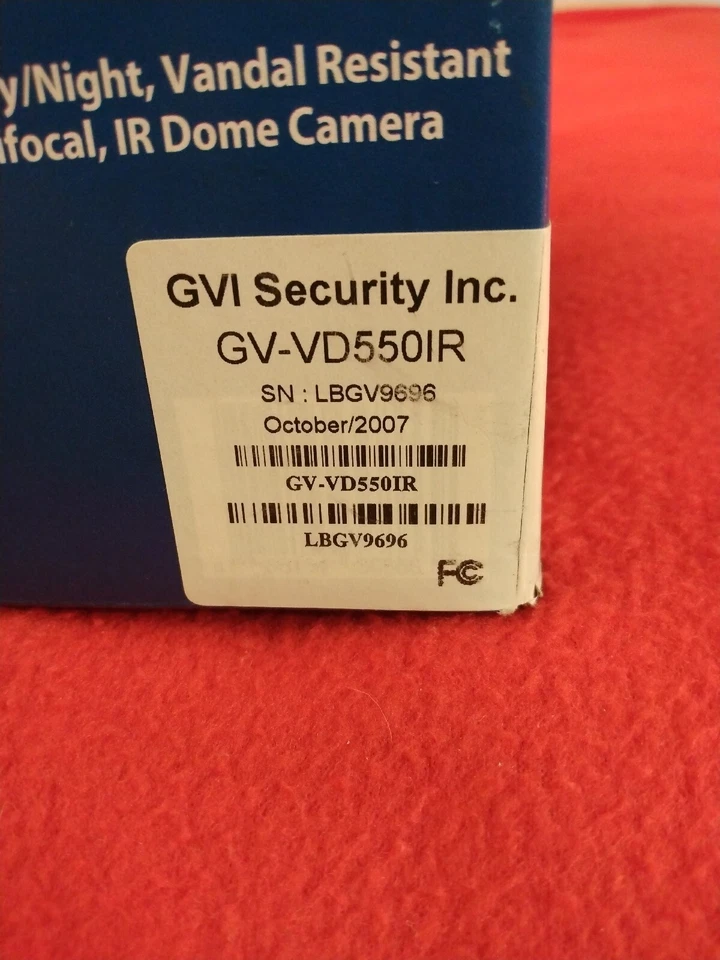 y/Night, Vandal Resistant
ifocal, IR Dome Camera
GVI Security Inc.
GV-VD550IR
SN : LBGV9696
October/2007
GV-VD550IR
LBGV9696
FC